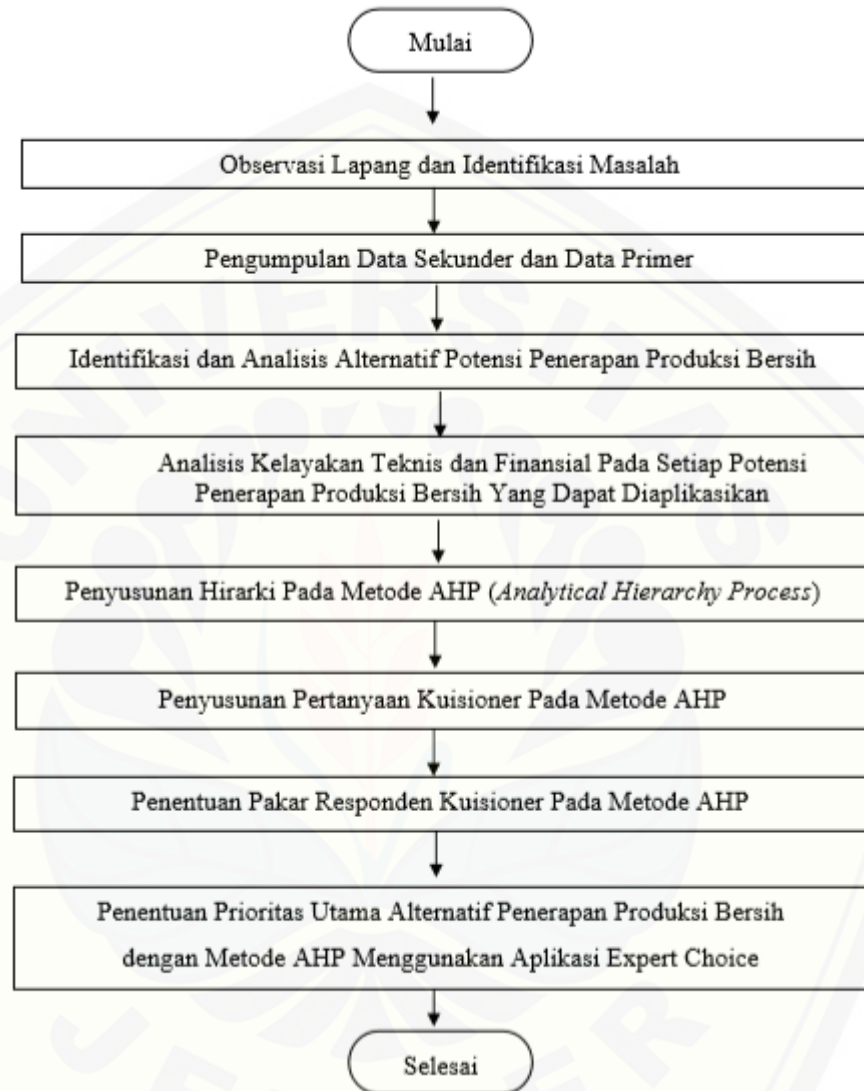 Mulai
Observasi Lapang dan Identifikasi Masalah
Pengumpulan Data Sekunder dan Data Primer
Identifikasi dan Analisis Alternatif Potensi Penerapan Produksi Bersih
Analisis Kelayakan Teknis dan Finansial Pada Setiap Potensi
Penerapan Produksi Bersih Yang Dapat Diaplikasikan
Penyusunan Hirarki Pada Metode AHP (Analytical Hierarchy Process)
Penyusunan Pertanyaan Kuisioner Pada Metode AHP
Penentuan Pakar Responden Kuisioner Pada Metode AHP
Penentuan Prioritas Utama Alternatif Penerapan Produksi Bersih
dengan Metode AHP Menggunakan Aplikasi Expert Choice
Selesai
UNIVERSITAS
JEMBER